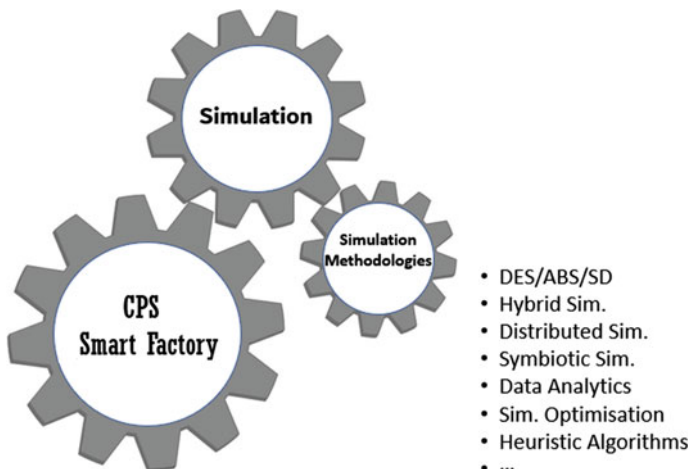 Simulation
Simulation
Methodologies
CPS
Smart Factory
• DES/ABS/SD
• Hybrid Sim.
• Distributed Sim.
• Symbiotic Sim.
• Data Analytics
• Sim. Optimisation
• Heuristic Algorithms
• ...